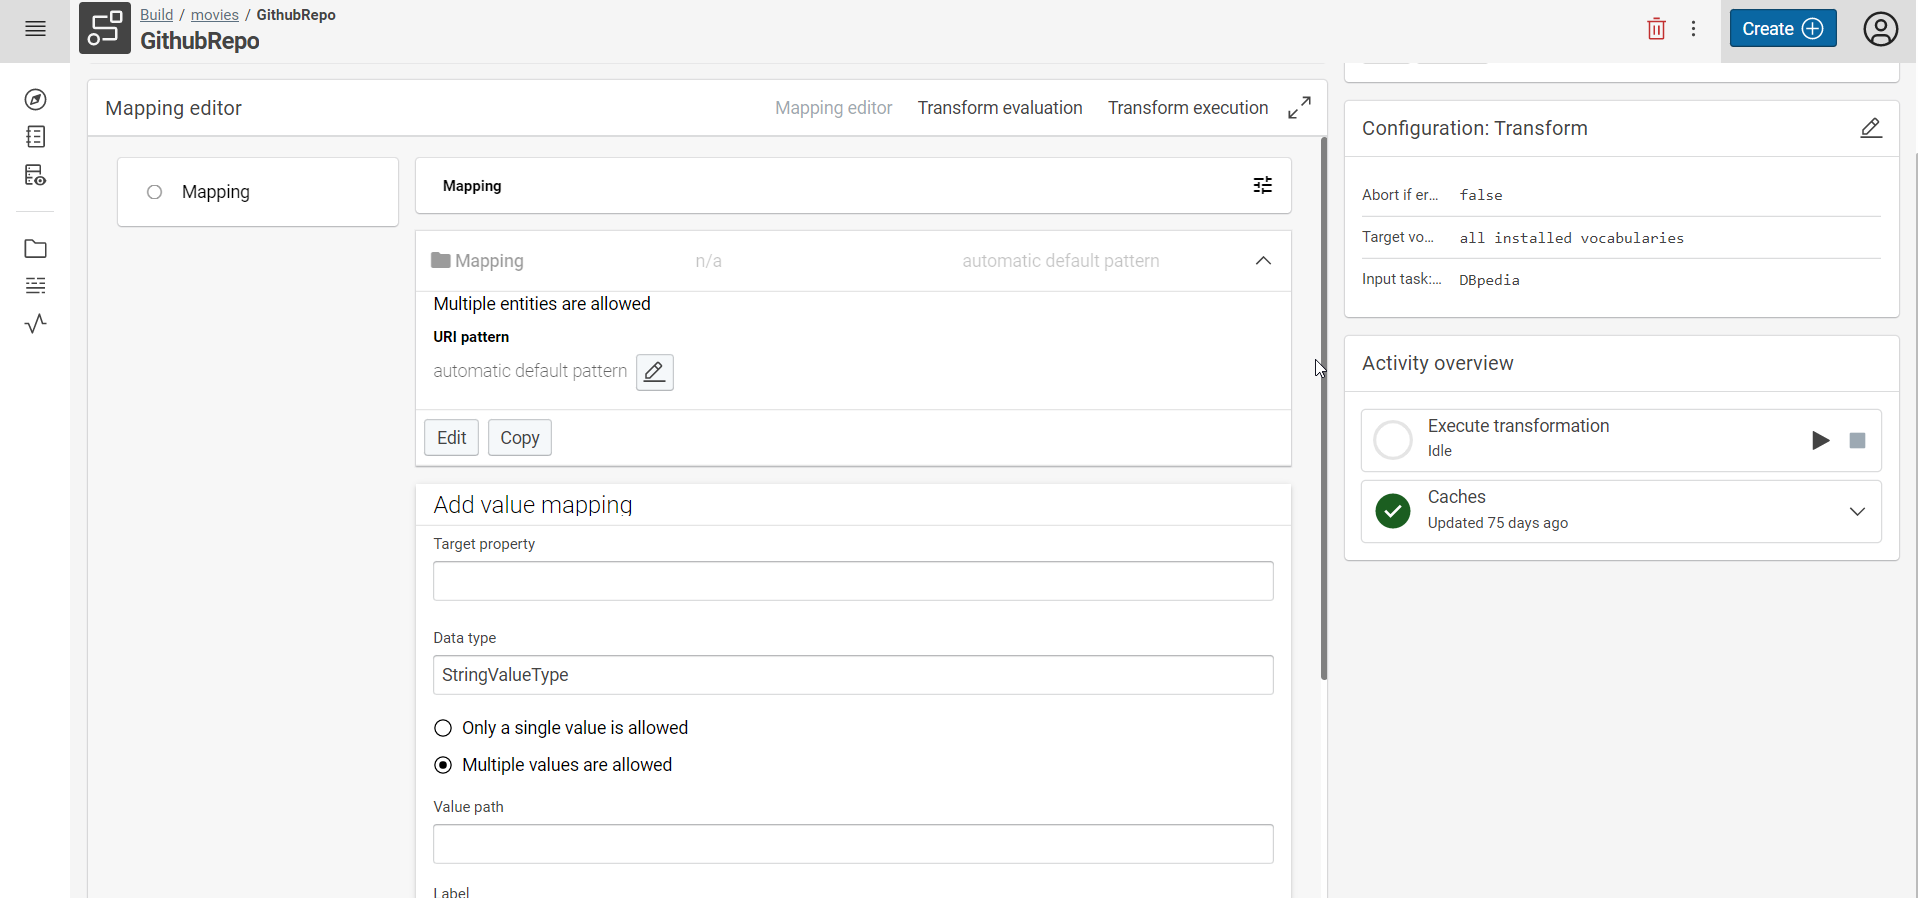 Build / movies / GithubRepo
GithubRepo
Create
Mapping editor
Mapping editor
Transform evaluation
Transform execution
Mapping
Mapping
Mapping
n/a
automatic default pattern
Multiple entities are allowed
URI pattern
automatic default pattern
Edit
Copy
Add value mapping
Target property
Data type
StringValueType
Only a single value is allowed
Multiple values are allowed
Value path
Label
Configuration: Transform
Abort if er... false
Target vo... all installed vocabularies
Input task:... DBpedia
Activity overview
Execute transformation
Idle
Caches
Updated 75 days ago